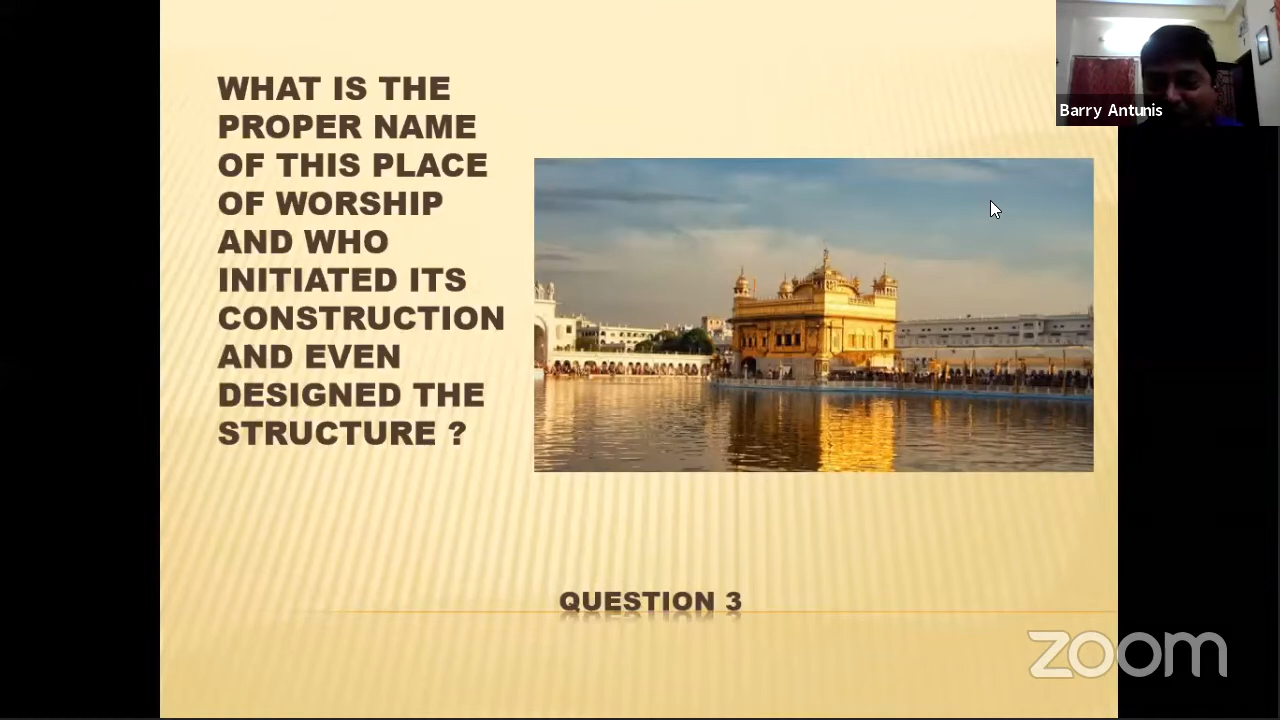 WHAT IS THE
PROPER NAME
OF THIS PLACE
OF WORSHIP
AND WHO
INITIATED ITS
CONSTRUCTION
AND EVEN
DESIGNED THE
STRUCTURE ?
Barry Antunis
QUESTION 3
zoom